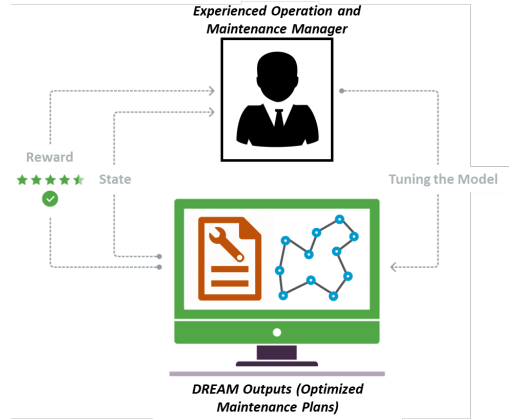 Experienced Operation and
Maintenance Manager
Reward
State
Tuning the Model
DREAM Outputs (Optimized
Maintenance Plans)